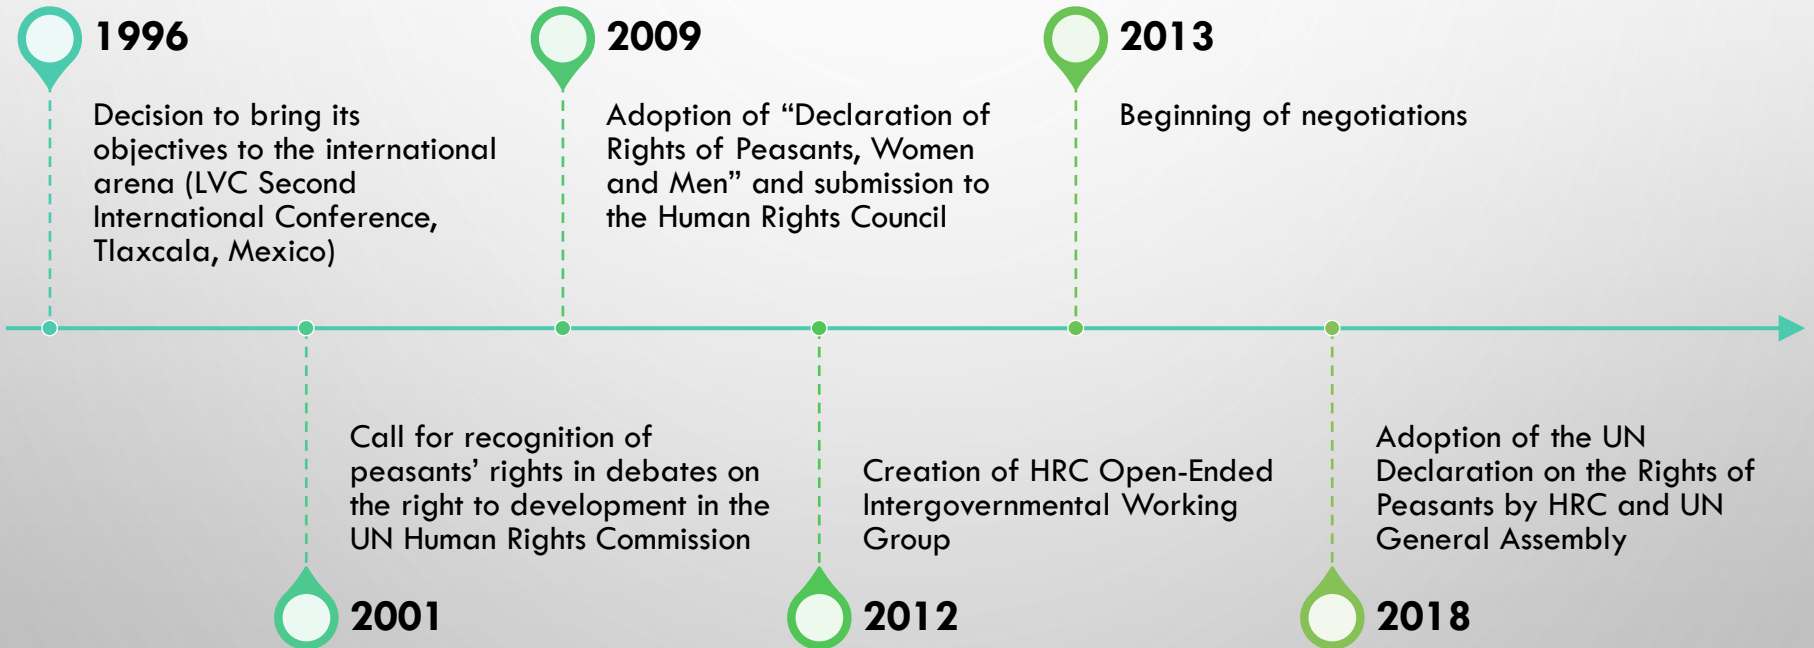 1996
Decision to bring its
objectives to the international
arena (LVC Second
International Conference,
Tlaxcala, Mexico)
2009
Adoption of “Declaration of
Rights of Peasants, Women
and Men” and submission to
the Human Rights Council
2013
Beginning of negotiations
Call for recognition of
peasants’ rights in debates on
the right to development in the
UN Human Rights Commission
2001
Creation of HRC Open-Ended
Intergovernmental Working
Group
2012
Adoption of the UN
Declaration on the Rights of
Peasants by HRC and UN
General Assembly
2018